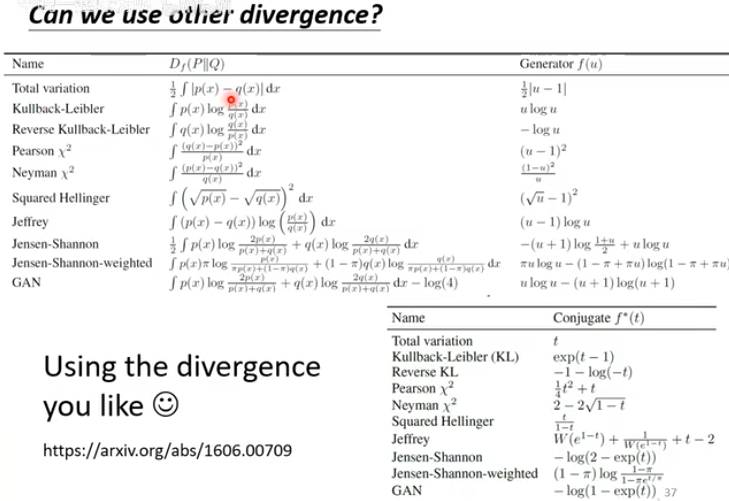 Can we use other divergence?
Name D_f(P‖Q) Generator f(u)
Total variation ½ ∫ |p(x) − q(x)| dx ½|u − 1|
Kullback-Leibler ∫ p(x) log p(x)/q(x) dx u log u
Reverse Kullback-Leibler ∫ q(x) log q(x)/p(x) dx − log u
Pearson χ² ∫ (q(x)−p(x))²/p(x) dx (u − 1)²
Neyman χ² ∫ (p(x)−q(x))²/q(x) dx (1−u)²/u
Squared Hellinger ∫ (√p(x) − √q(x))² dx (√u − 1)²
Jeffrey ∫ (p(x) − q(x)) log (p(x)/q(x)) dx (u − 1) log u
Jensen-Shannon ½ ∫ p(x) log 2p(x)/(p(x)+q(x)) + q(x) log 2q(x)/(p(x)+q(x)) dx −(u + 1) log (1+u)/2 + u log u
Jensen-Shannon-weighted ∫ p(x)π log p(x)/(πp(x)+(1−π)q(x)) + (1 − π)q(x) log q(x)/(πp(x)+(1−π)q(x)) dx πu log u − (1 − π + πu) log(1 − π + πu)
GAN ∫ p(x) log 2p(x)/(p(x)+q(x)) + q(x) log 2q(x)/(p(x)+q(x)) dx − log(4) u log u − (u + 1) log(u + 1)
Using the divergence
you like ☺
https://arxiv.org/abs/1606.00709
Name Conjugate f*(t)
Total variation t
Kullback-Leibler (KL) exp(t − 1)
Reverse KL −1 − log(−t)
Pearson χ² ¼t² + t
Neyman χ² 2 − 2√(1 − t)
Squared Hellinger t/(1−t)
Jeffrey W(e^(1−t)) + 1/W(e^(1−t)) + t − 2
Jensen-Shannon − log(2 − exp(t))
Jensen-Shannon-weighted (1 − π) log (1−π)/(1−πe^(t/π))
GAN − log(1 − exp(t))
37